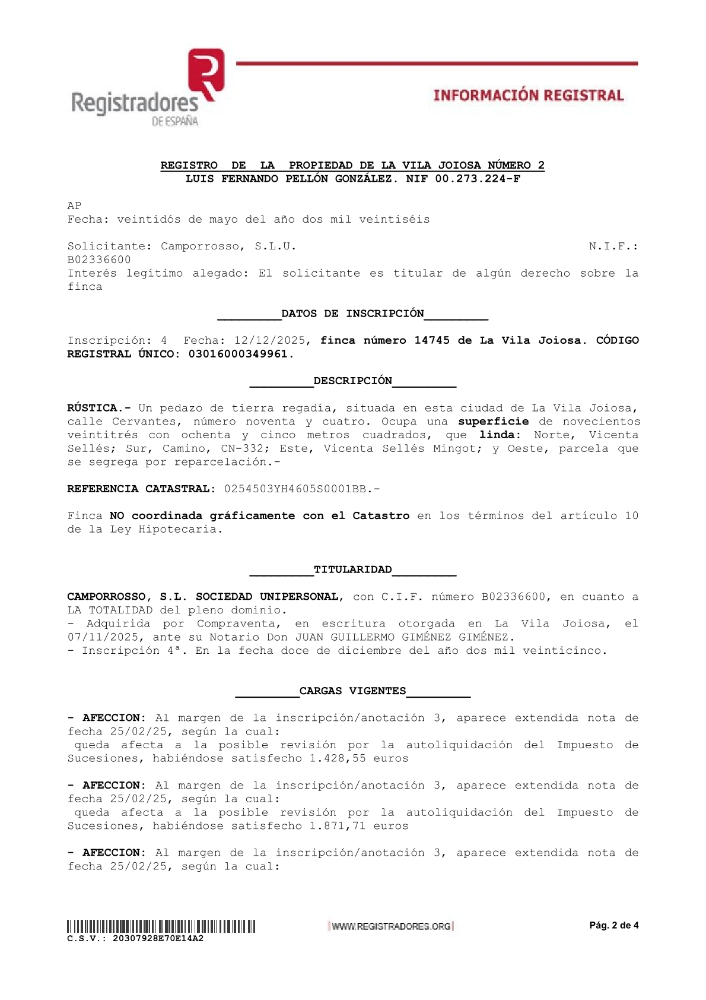 Registradores
DE ESPAÑA
INFORMACIÓN REGISTRAL
REGISTRO DE LA PROPIEDAD DE LA VILA JOIOSA NÚMERO 2
LUIS FERNANDO PELLÓN GONZÁLEZ. NIF 00.273.224-F
AP
Fecha: veintidós de mayo del año dos mil veintiséis
Solicitante: Camporrosso, S.L.U. N.I.F.:
B02336600
Interés legítimo alegado: El solicitante es titular de algún derecho sobre la
finca
_________DATOS DE INSCRIPCIÓN_________
Inscripción: 4 Fecha: 12/12/2025, finca número 14745 de La Vila Joiosa. CÓDIGO
REGISTRAL ÚNICO: 03016000349961.
_________DESCRIPCIÓN_________
RÚSTICA.- Un pedazo de tierra regadía, situada en esta ciudad de La Vila Joiosa,
calle Cervantes, número noventa y cuatro. Ocupa una superficie de novecientos
veintitrés con ochenta y cinco metros cuadrados, que linda: Norte, Vicenta
Sellés; Sur, Camino, CN-332; Este, Vicenta Sellés Mingot; y Oeste, parcela que
se segrega por reparcelación.-
REFERENCIA CATASTRAL: 0254503YH4605S0001BB.-
Finca NO coordinada gráficamente con el Catastro en los términos del artículo 10
de la Ley Hipotecaria.
_________TITULARIDAD_________
CAMPORROSSO, S.L. SOCIEDAD UNIPERSONAL, con C.I.F. número B02336600, en cuanto a
LA TOTALIDAD del pleno dominio.
- Adquirida por Compraventa, en escritura otorgada en La Vila Joiosa, el
07/11/2025, ante su Notario Don JUAN GUILLERMO GIMÉNEZ GIMÉNEZ.
- Inscripción 4ª. En la fecha doce de diciembre del año dos mil veinticinco.
_________CARGAS VIGENTES_________
- AFECCION: Al margen de la inscripción/anotación 3, aparece extendida nota de
fecha 25/02/25, según la cual:
queda afecta a la posible revisión por la autoliquidación del Impuesto de
Sucesiones, habiéndose satisfecho 1.428,55 euros
- AFECCION: Al margen de la inscripción/anotación 3, aparece extendida nota de
fecha 25/02/25, según la cual:
queda afecta a la posible revisión por la autoliquidación del Impuesto de
Sucesiones, habiéndose satisfecho 1.871,71 euros
- AFECCION: Al margen de la inscripción/anotación 3, aparece extendida nota de
fecha 25/02/25, según la cual:
C.S.V.: 20307928E70E14A2
WWW.REGISTRADORES.ORG
Pág. 2 de 4